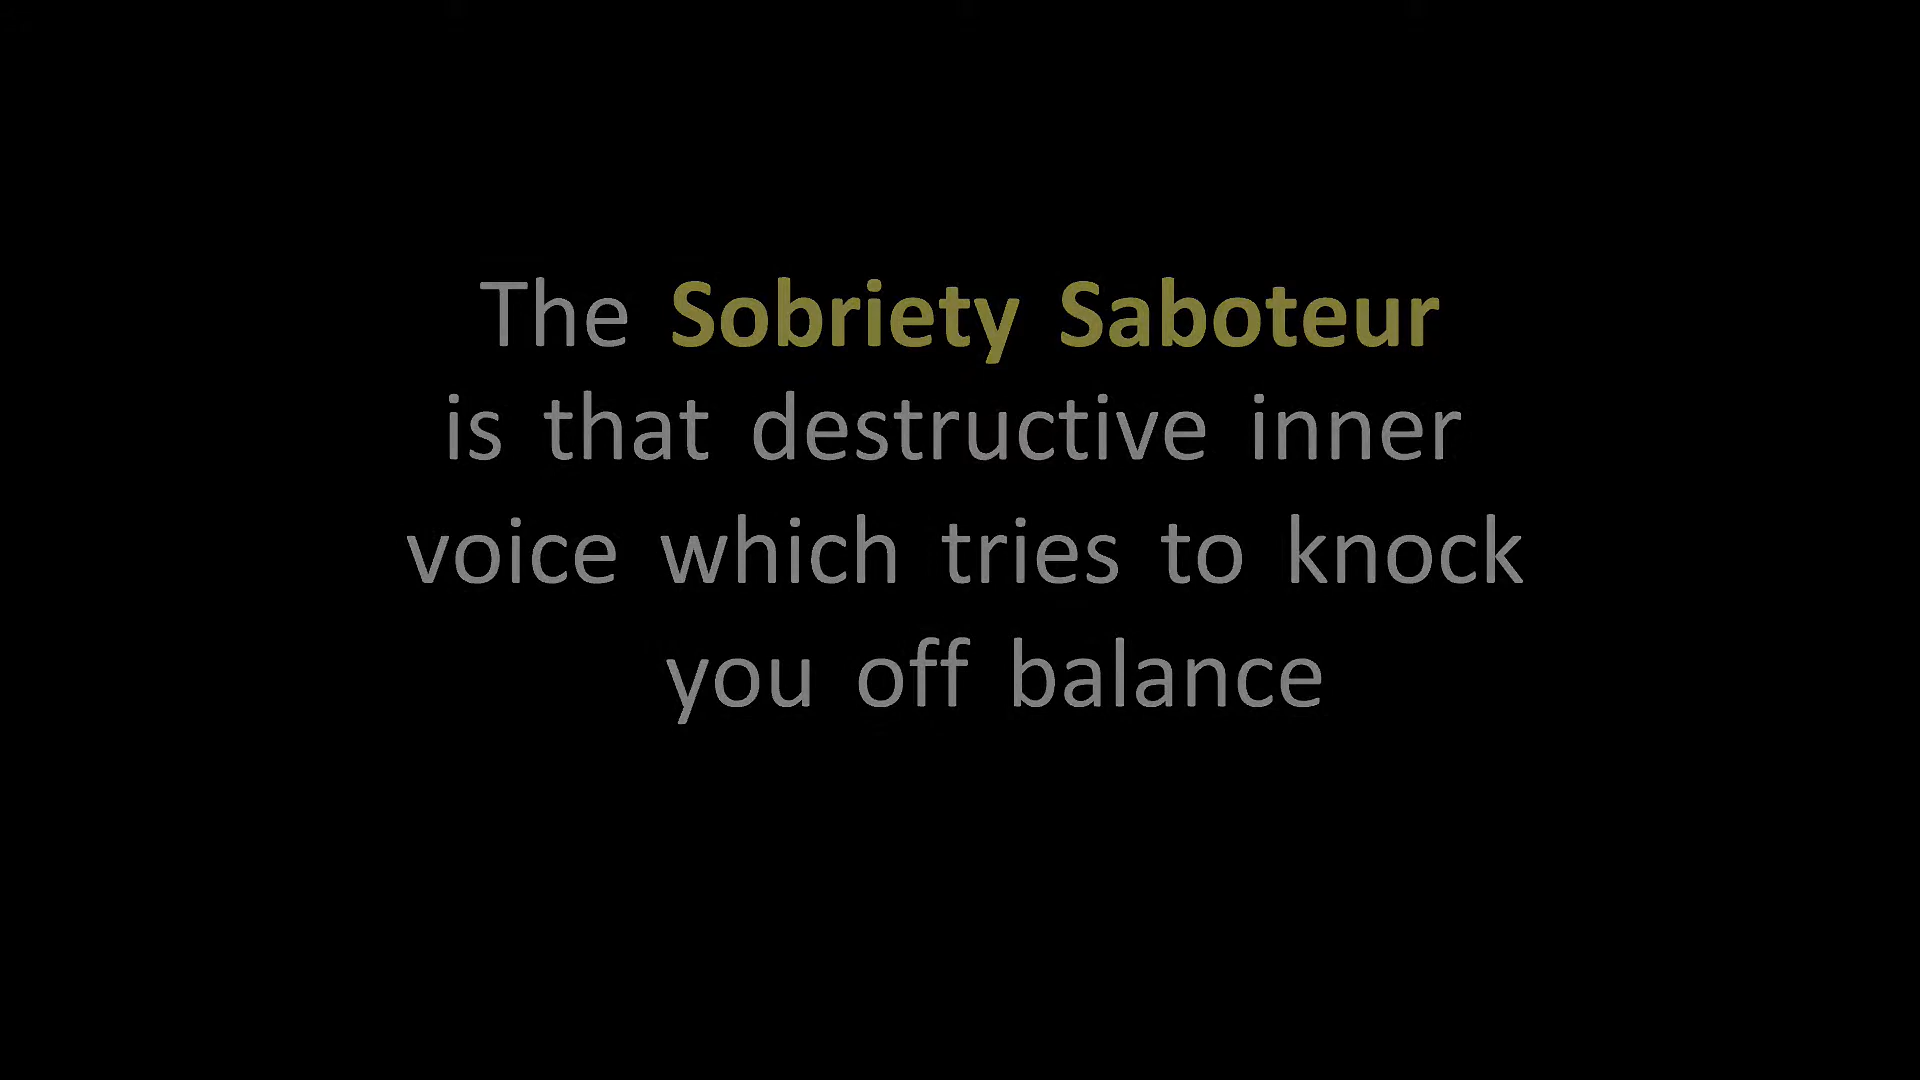 The Sobriety Saboteur
is that destructive inner
voice which tries to knock
you off balance